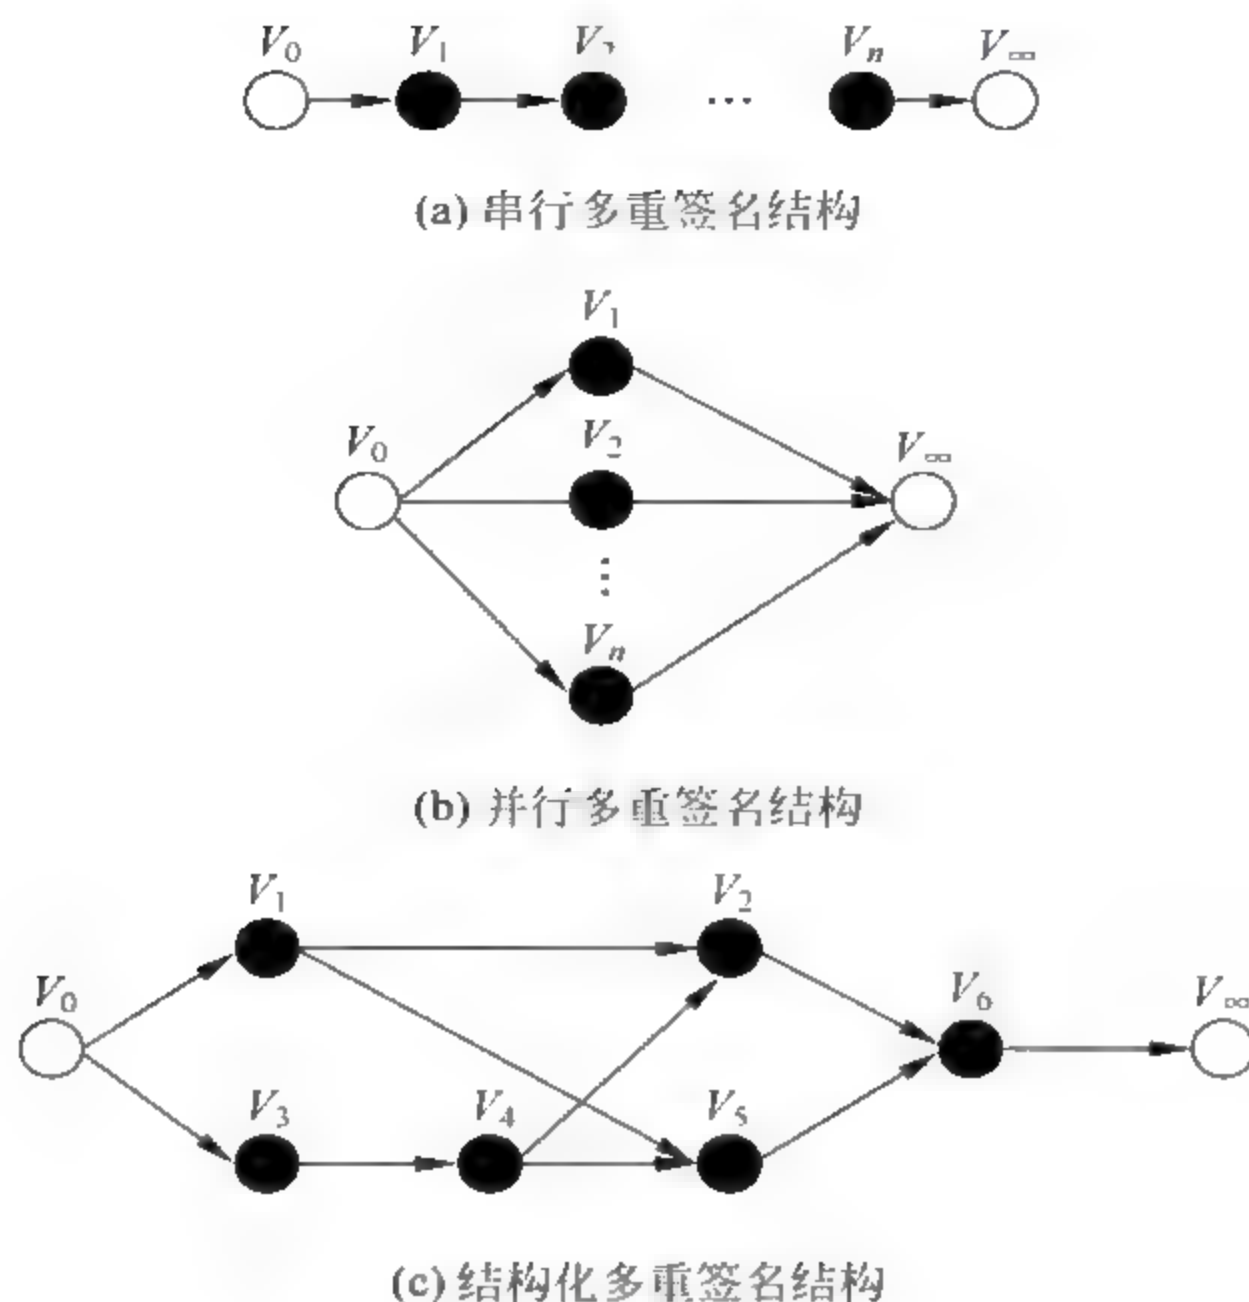 V₀ V₁ V₂ Vₙ V∞
...
(a) 串行多重签名结构
V₁
V₀ V₂ V∞
⋮
Vₙ
(b) 并行多重签名结构
V₁ V₂
V₀ V₆ V∞
V₃ V₄ V₅
(c) 结构化多重签名结构